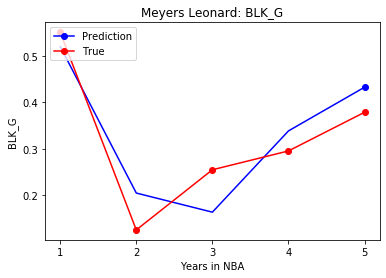 Meyers Leonard: BLK_G
Prediction
True
0.5
0.4
0.3
0.2
BLK_G
1 2 3 4 5
Years in NBA